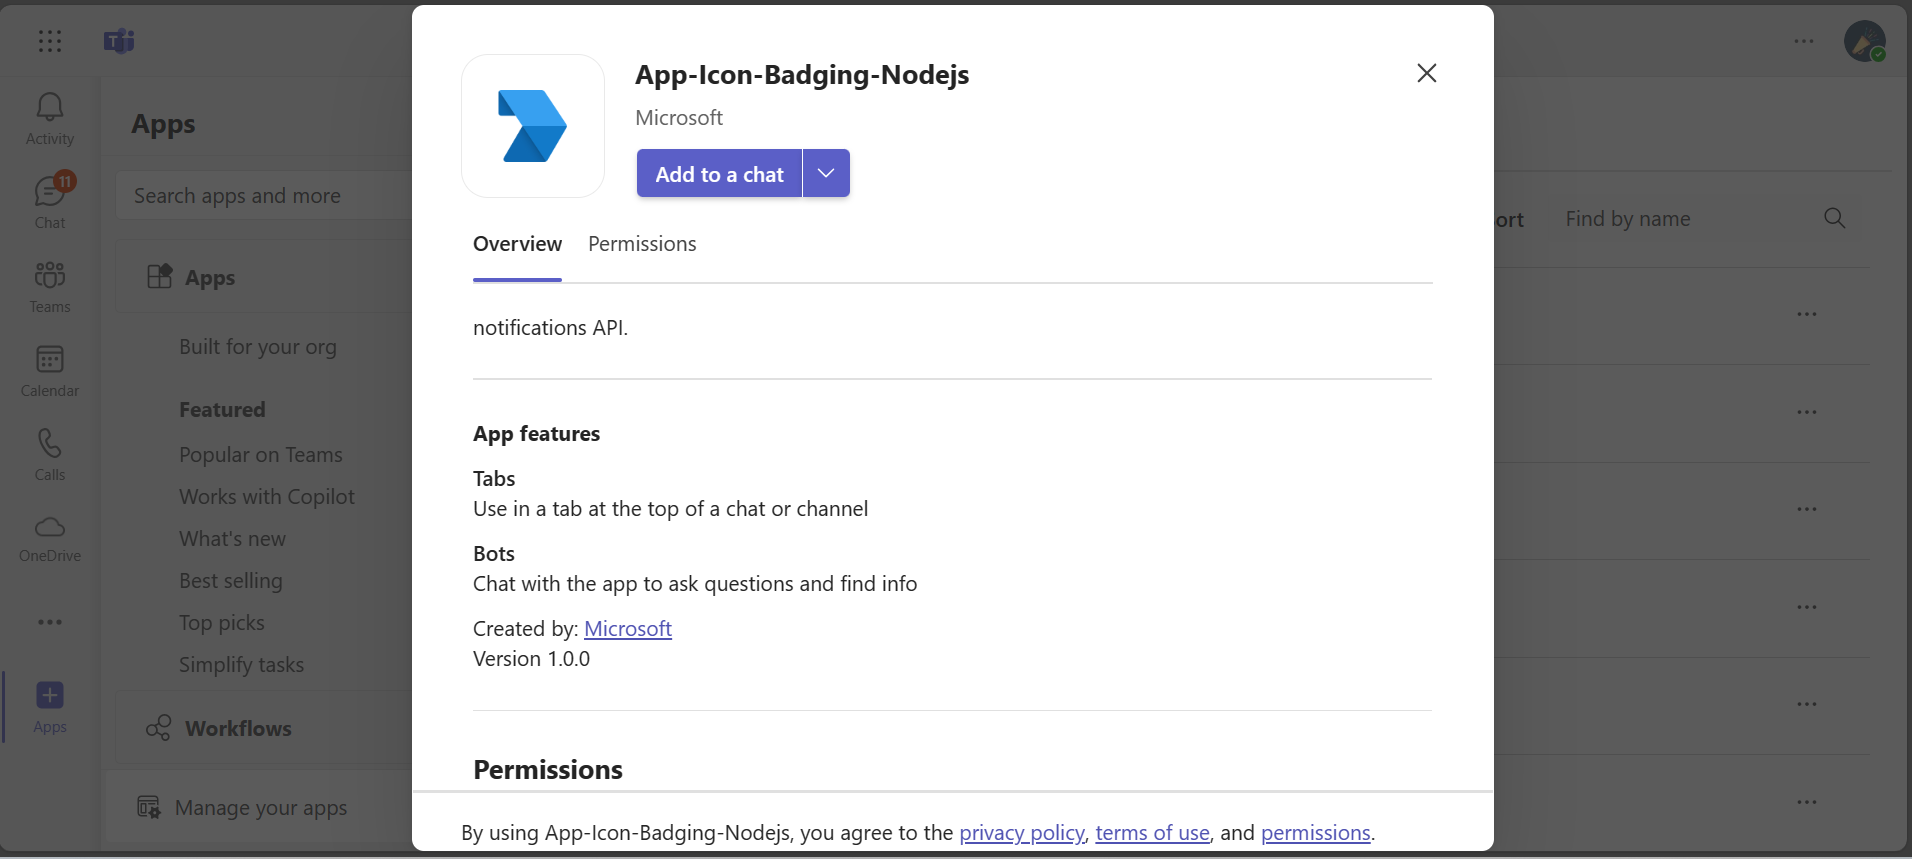 T
Activity
11
Chat
Teams
Calendar
Calls
OneDrive
Apps
Apps
Search apps and more
Apps
Built for your org
Featured
Popular on Teams
Works with Copilot
What's new
Best selling
Top picks
Simplify tasks
Workflows
Manage your apps
App-Icon-Badging-Nodejs
Microsoft
Add to a chat
Overview Permissions
notifications API.
App features
Tabs
Use in a tab at the top of a chat or channel
Bots
Chat with the app to ask questions and find info
Created by: Microsoft
Version 1.0.0
Permissions
By using App-Icon-Badging-Nodejs, you agree to the privacy policy, terms of use, and permissions.
ort Find by name